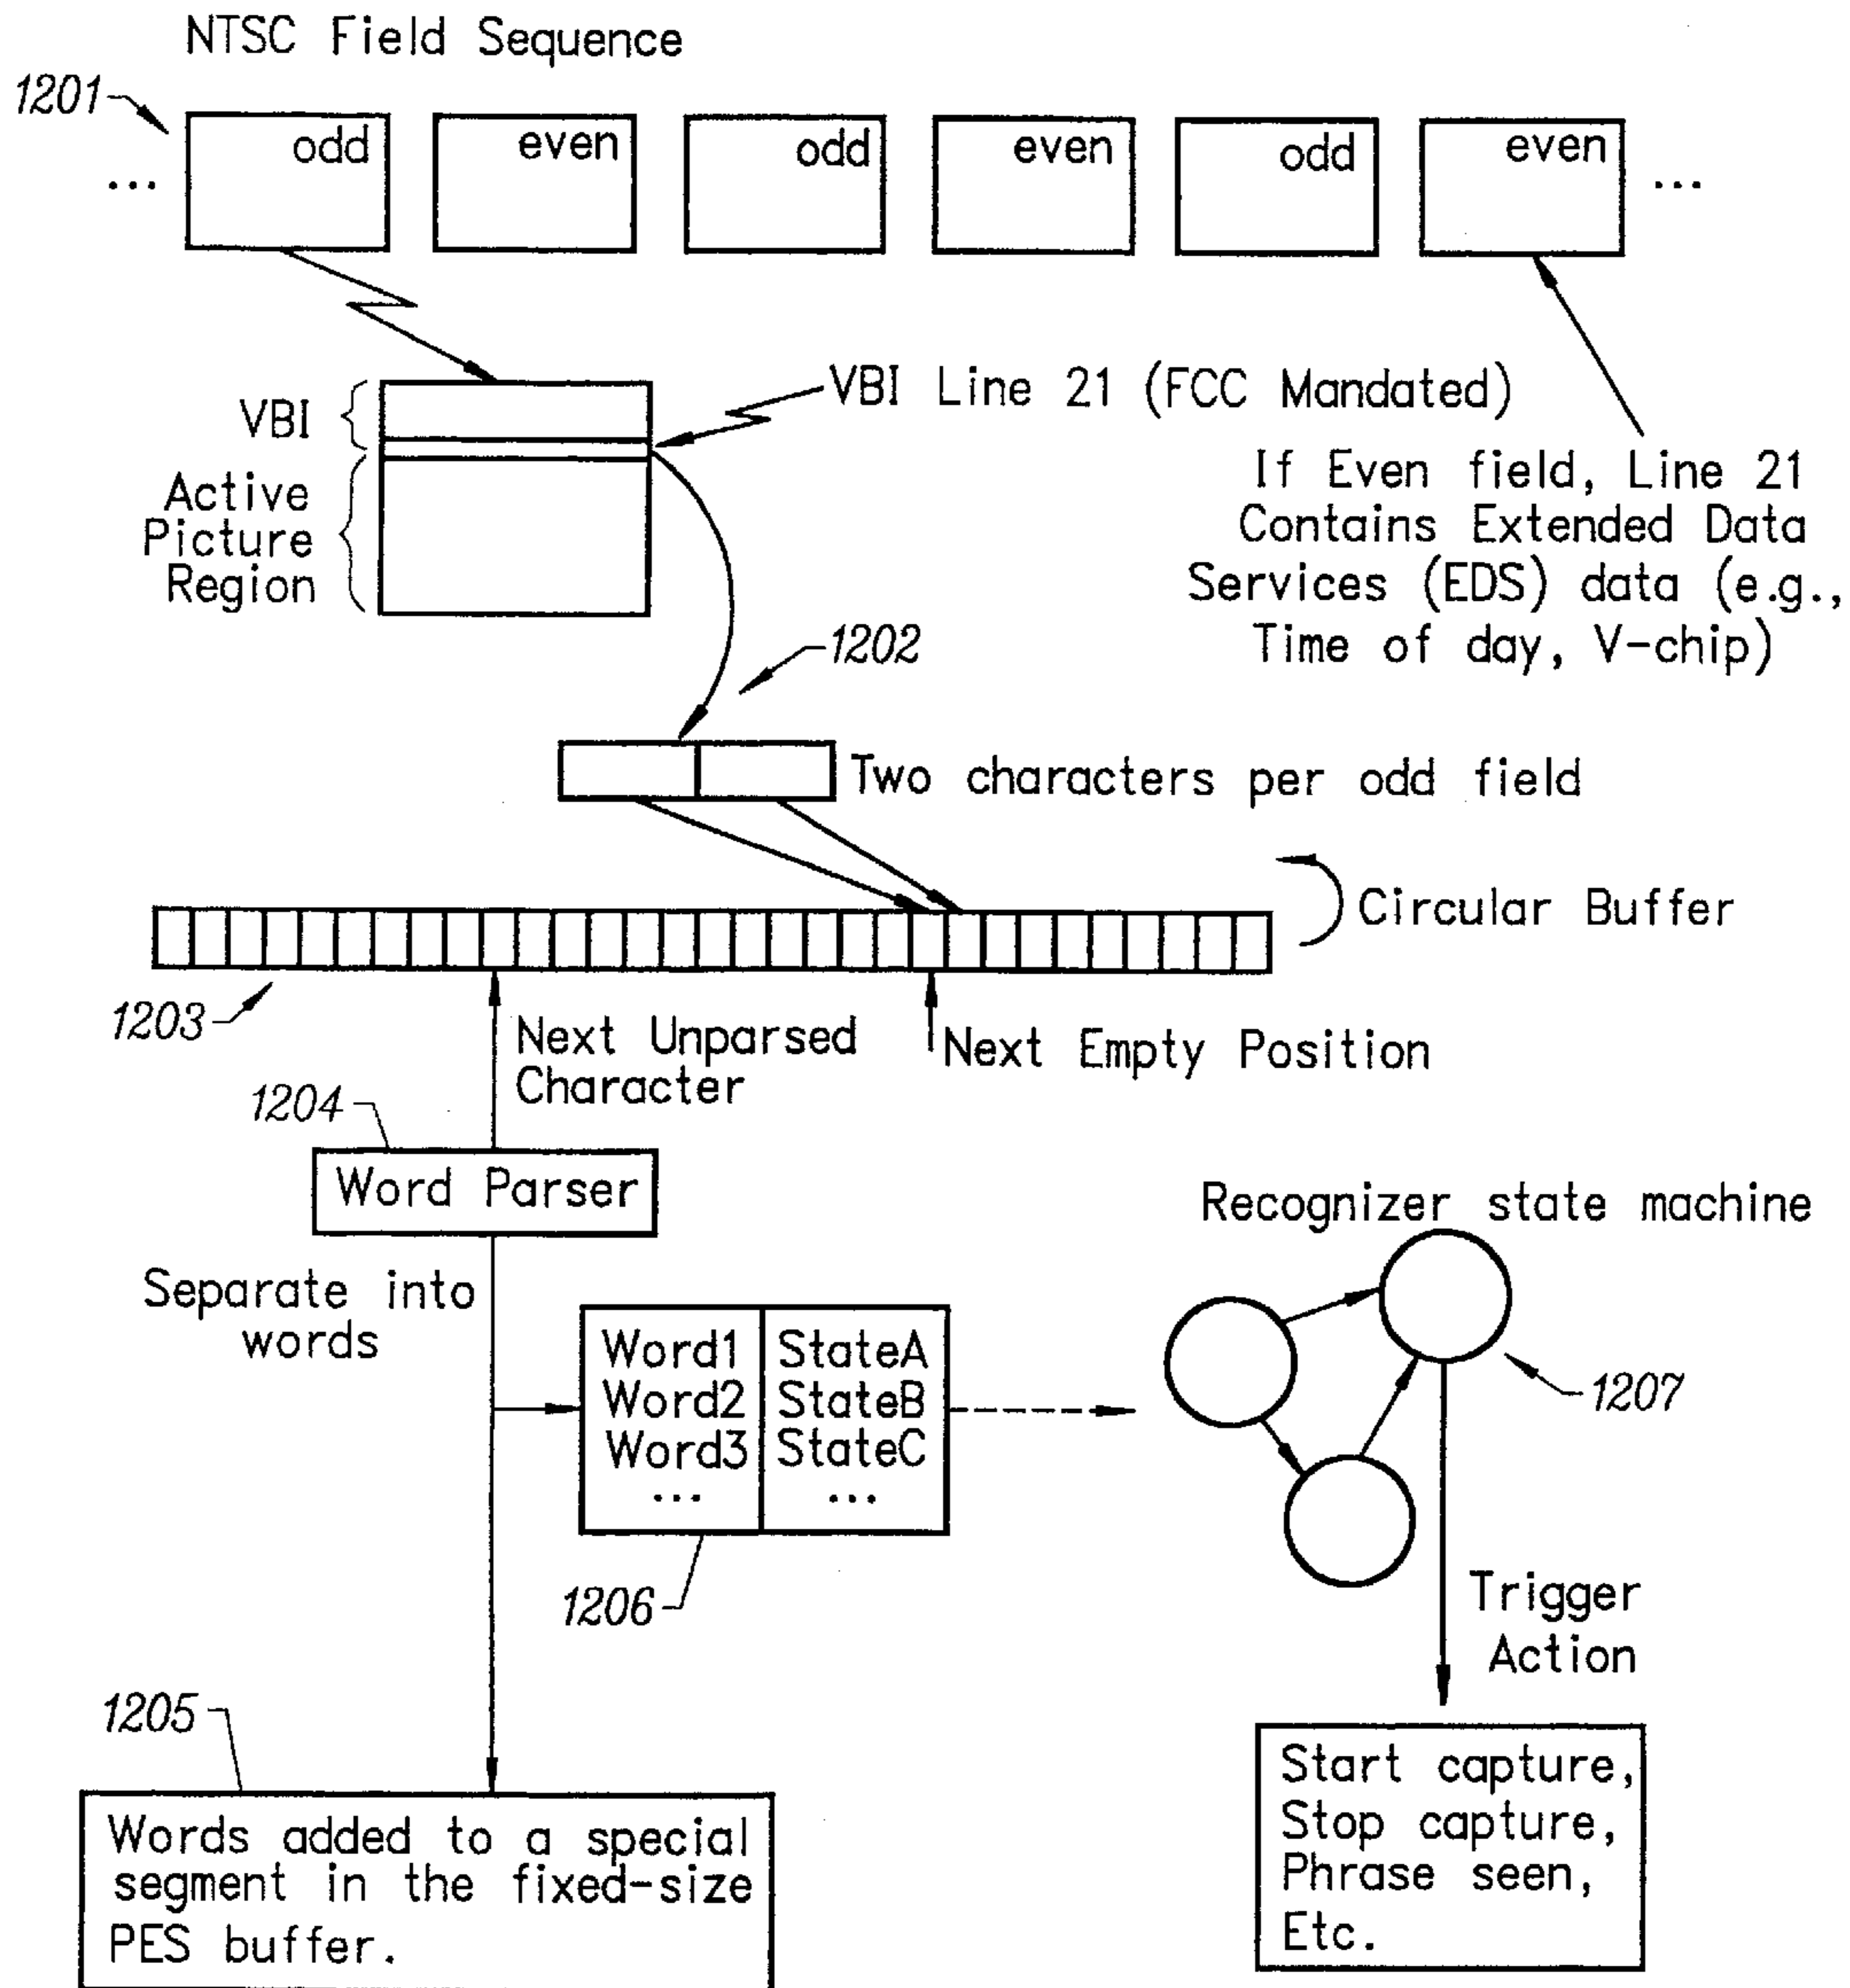 NTSC Field Sequence
1201
odd
even
odd
even
odd
even
...
...
VBI
VBI Line 21 (FCC Mandated)
Active
Picture
Region
If Even field, Line 21
Contains Extended Data
Services (EDS) data (e.g.,
Time of day, V-chip)
1202
Two characters per odd field
Circular Buffer
1203
Next Unparsed
Character
Next Empty Position
1204
Word Parser
Separate into
words
Word1 StateA
Word2 StateB
Word3 StateC
... ...
1206
Recognizer state machine
1207
Trigger
Action
1205
Words added to a special
segment in the fixed-size
PES buffer.
Start capture,
Stop capture,
Phrase seen,
Etc.